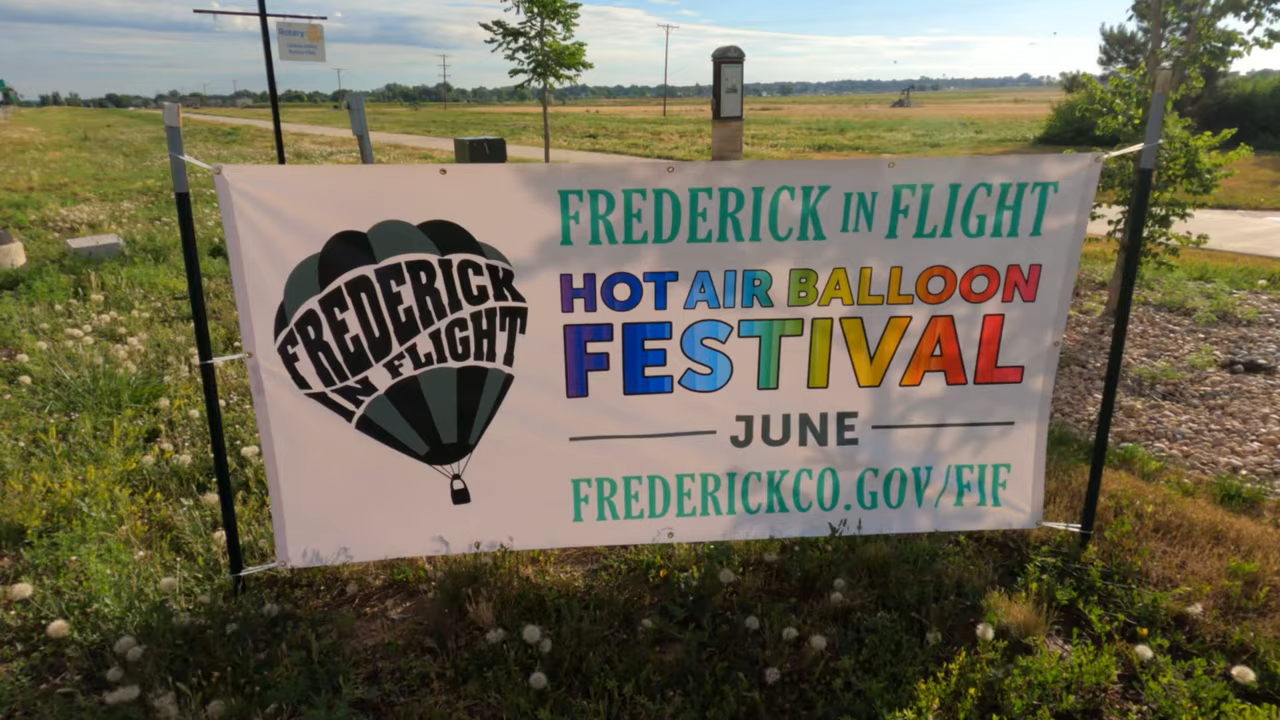 Rotary
FREDERICK
IN FLIGHT
FREDERICK IN FLIGHT
HOT AIR BALLOON
FESTIVAL
JUNE
FREDERICKCO.GOV/FIF